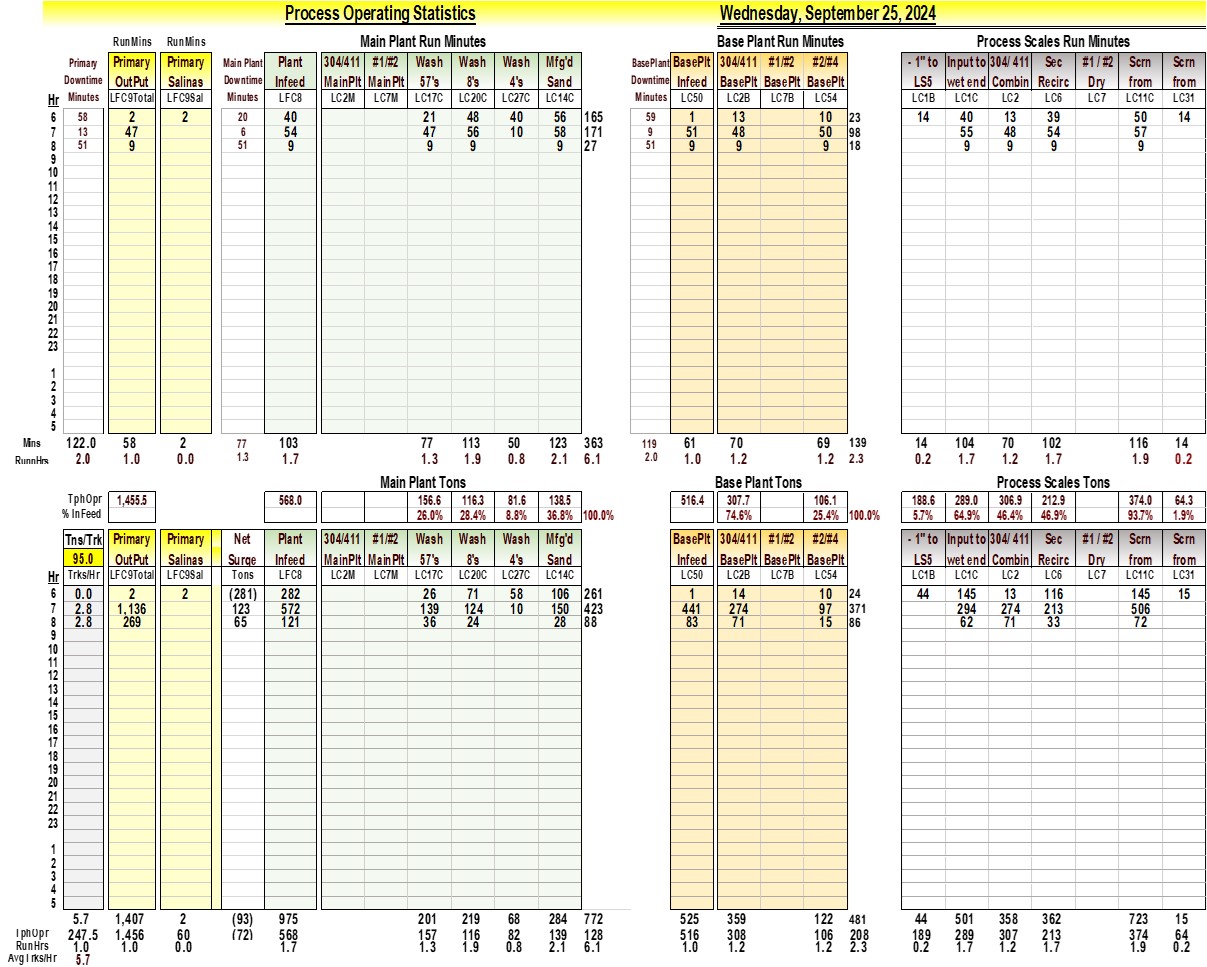 Process Operating Statistics Wednesday, September 25, 2024
RunMins RunMins Main Plant Run Minutes Base Plant Run Minutes Process Scales Run Minutes
Primary Primary Primary Main Plant Plant 304/411 #1/#2 Wash Wash Wash Mfg'd BasePlant BasePlt 304/411 #1/#2 #2/#4 - 1" to Input to 304/ 411 Sec #1 / #2 Scrn Scrn
Downtime OutPut Salinas Downtime Infeed MainPlt MainPlt 57's 8's 4's Sand Downtime Infeed BasePlt BasePlt BasePlt LS5 wet end Combin Recirc Dry from from
Hr Minutes LFC9Total LFC9Sal Minutes LFC8 LC2M LC7M LC17C LC20C LC27C LC14C Minutes LC50 LC2B LC7B LC54 LC1B LC1C LC2 LC6 LC7 LC11C LC31
6 58 2 2 20 40 21 48 40 56 165 59 1 13 10 23 14 40 13 39 50 14
7 13 47 6 54 47 56 10 58 171 9 51 48 50 98 55 48 54 57
8 51 9 51 9 9 9 9 27 51 9 9 9 18 9 9 9 9
9
10
11
12
13
14
15
16
17
18
19
20
21
22
23
1
2
3
4
5
Mins 122.0 58 2 77 103 77 113 50 123 363 119 61 70 69 139 14 104 70 102 116 14
RunnHrs 2.0 1.0 0.0 1.3 1.7 1.3 1.9 0.8 2.1 6.1 2.0 1.0 1.2 1.2 2.3 0.2 1.7 1.2 1.7 1.9 0.2
Main Plant Tons Base Plant Tons Process Scales Tons
TphOpr 1,455.5 568.0 156.6 116.3 81.6 138.5 516.4 307.7 106.1 188.6 289.0 306.9 212.9 374.0 64.3
% InFeed 26.0% 28.4% 8.8% 36.8% 100.0% 74.6% 25.4% 100.0% 5.7% 64.9% 46.4% 46.9% 93.7% 1.9%
Tns/Trk Primary Primary Net Plant 304/411 #1/#2 Wash Wash Wash Mfg'd BasePlt 304/411 #1/#2 #2/#4 - 1" to Input to 304/ 411 Sec #1 / #2 Scrn Scrn
95.0 OutPut Salinas Surge Infeed MainPlt MainPlt 57's 8's 4's Sand Infeed BasePlt BasePlt BasePlt LS5 wet end Combin Recirc Dry from from
Hr Trks/Hr LFC9Total LFC9Sal Tons LFC8 LC2M LC7M LC17C LC20C LC27C LC14C LC50 LC2B LC7B LC54 LC1B LC1C LC2 LC6 LC7 LC11C LC31
6 0.0 2 2 (281) 282 26 71 58 106 261 1 14 10 24 44 145 13 116 145 15
7 2.8 1,136 123 572 139 124 10 150 423 441 274 97 371 294 274 213 506
8 2.8 269 65 121 36 24 28 88 83 71 15 86 62 71 33 72
9
10
11
12
13
14
15
16
17
18
19
20
21
22
23
1
2
3
4
5
5.7 1,407 2 (93) 975 201 219 68 284 772 525 359 122 481 44 501 358 362 723 15
TphOpr 247.5 1,456 60 (72) 568 157 116 82 139 128 516 308 106 208 189 289 307 213 374 64
RunHrs 1.0 1.0 0.0 1.7 1.3 1.9 0.8 2.1 6.1 1.0 1.2 1.2 2.3 0.2 1.7 1.2 1.7 1.9 0.2
AvgTrks/Hr 5.7